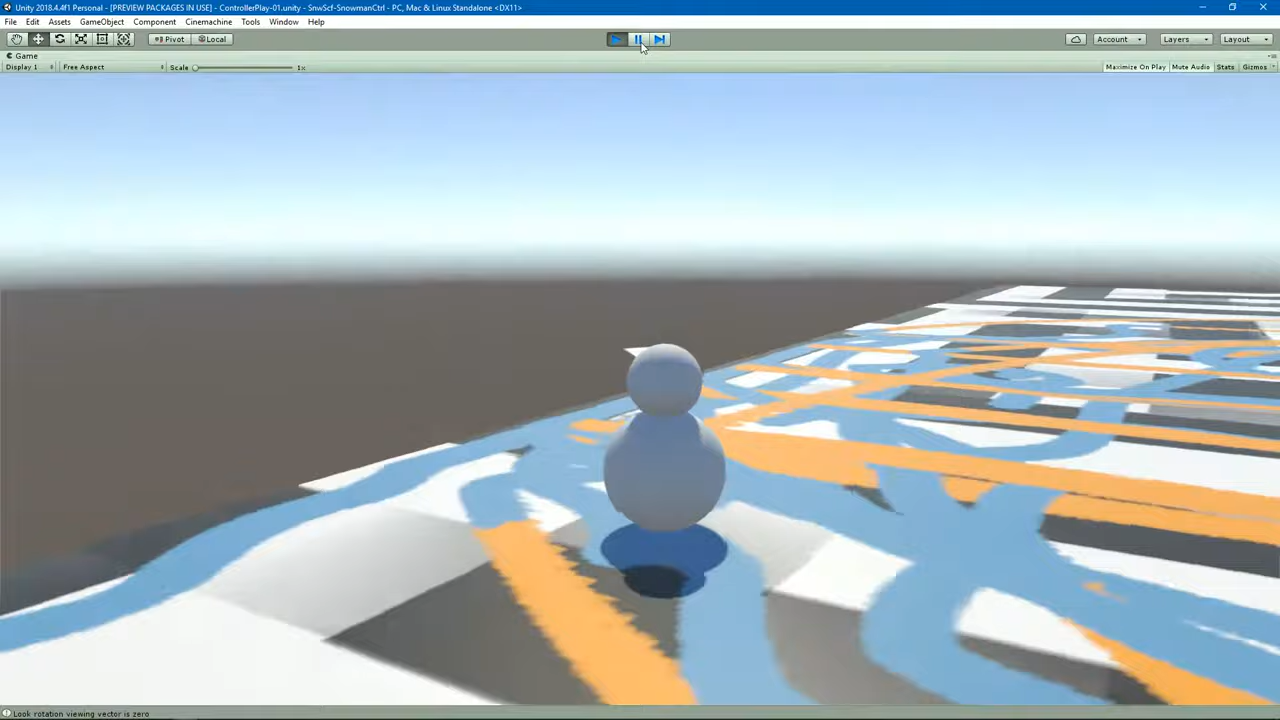 Unity 2018.4.4f1 Personal - [PREVIEW PACKAGES IN USE] - ControllerPlay-01.unity - SnwScf-SnowmanCtrl - PC, Mac & Linux Standalone <DX11>
File Edit Assets GameObject Component Cinemachine Tools Window Help
Pivot Local Account Layers Layout
Game
Display 1 Free Aspect Scale 1x Maximize On Play Mute Audio Stats Gizmos
Look rotation viewing vector is zero